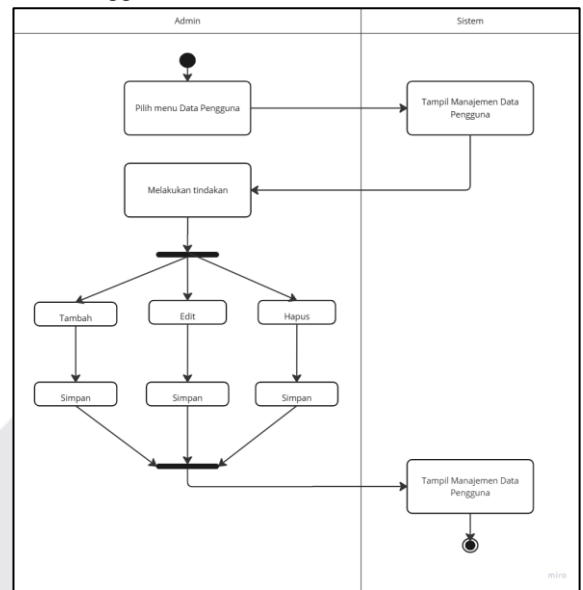 Admin
Sistem
Pilih menu Data Pengguna
Tampil Manajemen Data
Pengguna
Melakukan tindakan
Tambah
Edit
Hapus
Simpan
Simpan
Simpan
Tampil Manajemen Data
Pengguna
miro